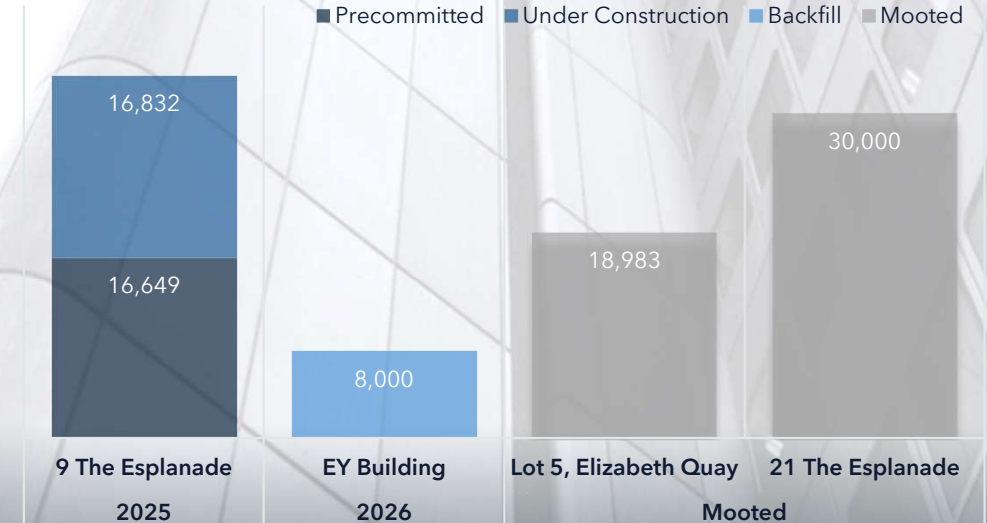 Precommitted Under Construction Backfill Mooted
16,832
30,000
18,983
16,649
8,000
9 The Esplanade EY Building Lot 5, Elizabeth Quay 21 The Esplanade
2025 2026 Mooted